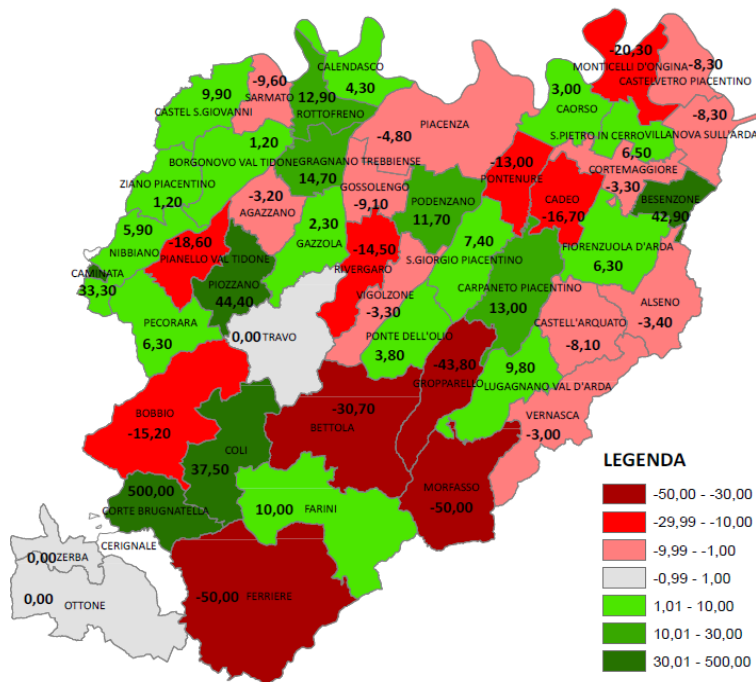 -20,30
MONTICELLI D'ONGINA
-8,30
CASTELVETRO PIACENTINO
CALENDASCO
4,30
-9,60
SARMATO
9,90
CASTEL S.GIOVANNI
12,90
ROTTOFRENO
3,00
CAORSO
-8,30
S.PIETRO IN CERRO
VILLANOVA SULL'ARDA
6,50
PIACENZA
-4,80
1,20
BORGONOVO VAL TIDONE
GRAGNANO TREBBIENSE
14,70
-13,00
PONTENURE
CORTEMAGGIORE
-3,30
ZIANO PIACENTINO
1,20
-3,20
AGAZZANO
GOSSOLENGO
-9,10
PODENZANO
11,70
CADEO
-16,70
BESENZONE
42,90
5,90
NIBBIANO
-18,60
PIANELLO VAL TIDONE
2,30
GAZZOLA
-14,50
RIVERGARO
7,40
S.GIORGIO PIACENTINO
FIORENZUOLA D'ARDA
6,30
CAMINATA
33,30
PIOZZANO
44,40
VIGOLZONE
-3,30
CARPANETO PIACENTINO
13,00
ALSENO
-3,40
PECORARA
6,30
0,00
TRAVO
PONTE DELL'OLIO
3,80
CASTELL'ARQUATO
-8,10
-43,80
GROPPARELLO
9,80
LUGAGNANO VAL D'ARDA
BOBBIO
-15,20
-30,70
BETTOLA
VERNASCA
-3,00
COLI
37,50
500,00
CORTE BRUGNATELLA
10,00
FARINI
MORFASSO
-50,00
CERIGNALE
0,00
ZERBA
0,00
OTTONE
-50,00
FERRIERE
LEGENDA
-50,00 - -30,00
-29,99 - -10,00
-9,99 - -1,00
-0,99 - 1,00
1,01 - 10,00
10,01 - 30,00
30,01 - 500,00